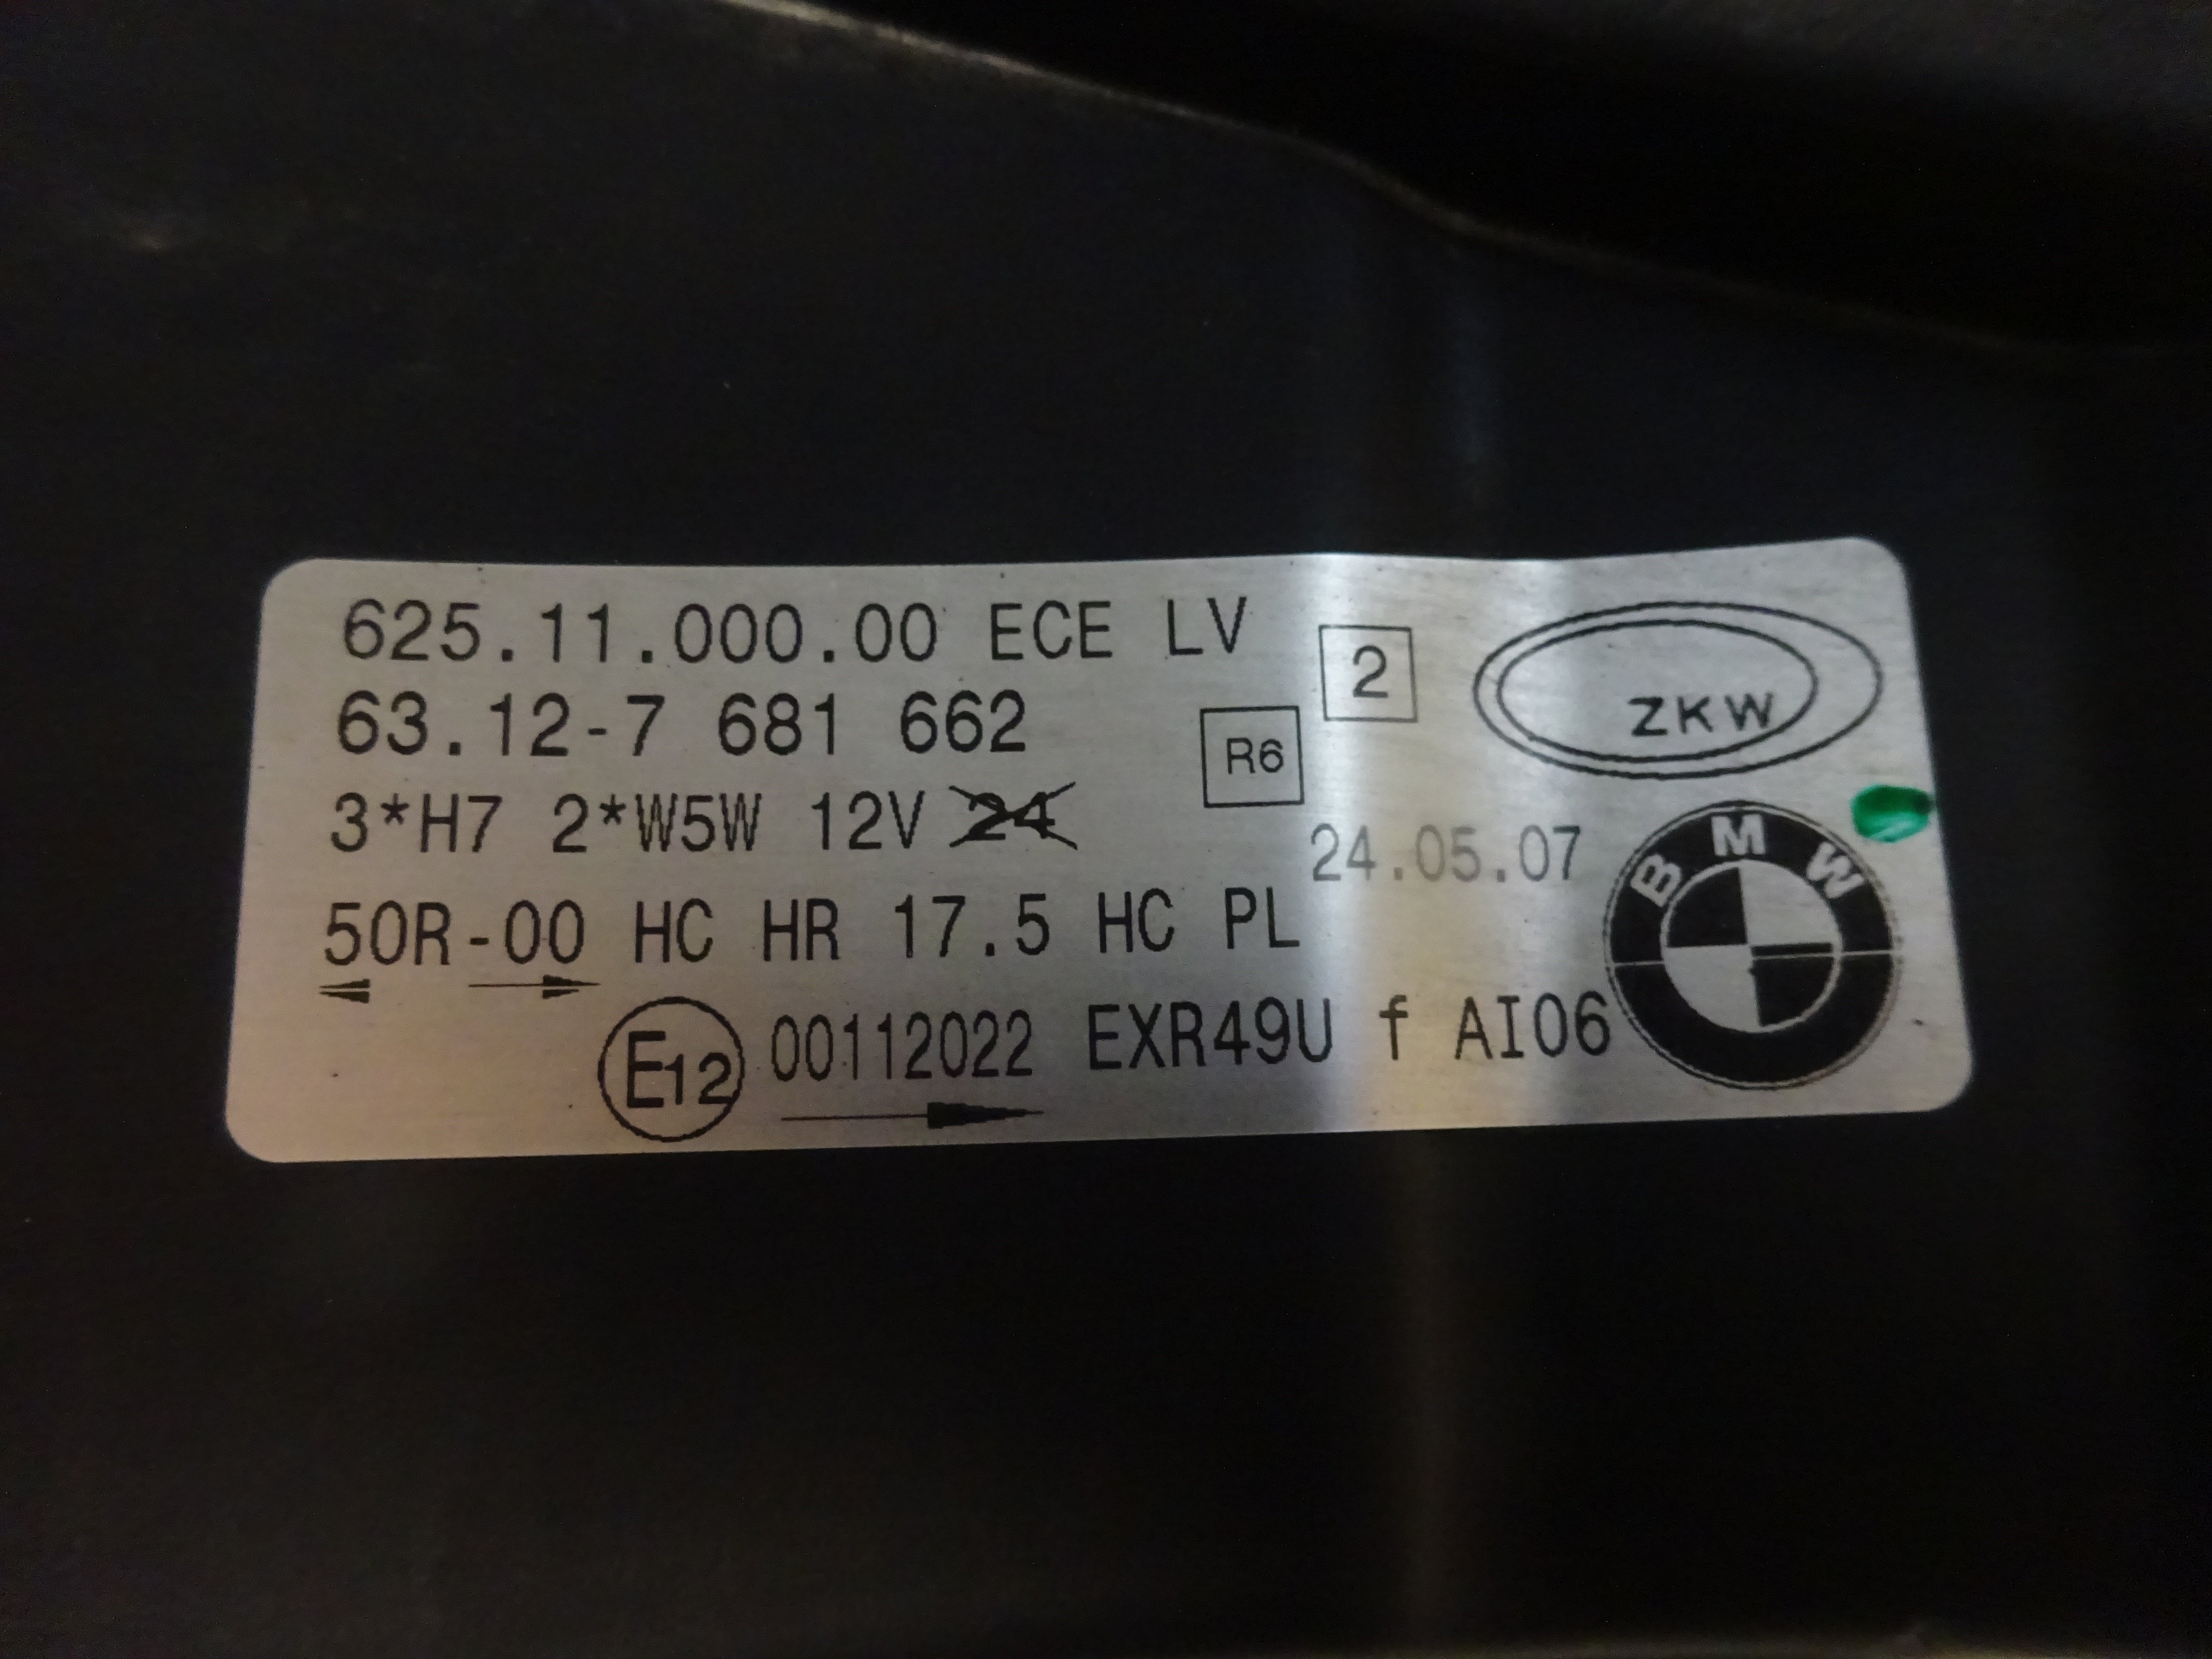 625.11.000.00 ECE LV
2
ZKW
63.12-7 681 662
R6
3*H7 2*W5W 12V 24
24.05.07
BMW
50R-00 HC HR 17.5 HC PL
E12 00112022 EXR49U f AI06